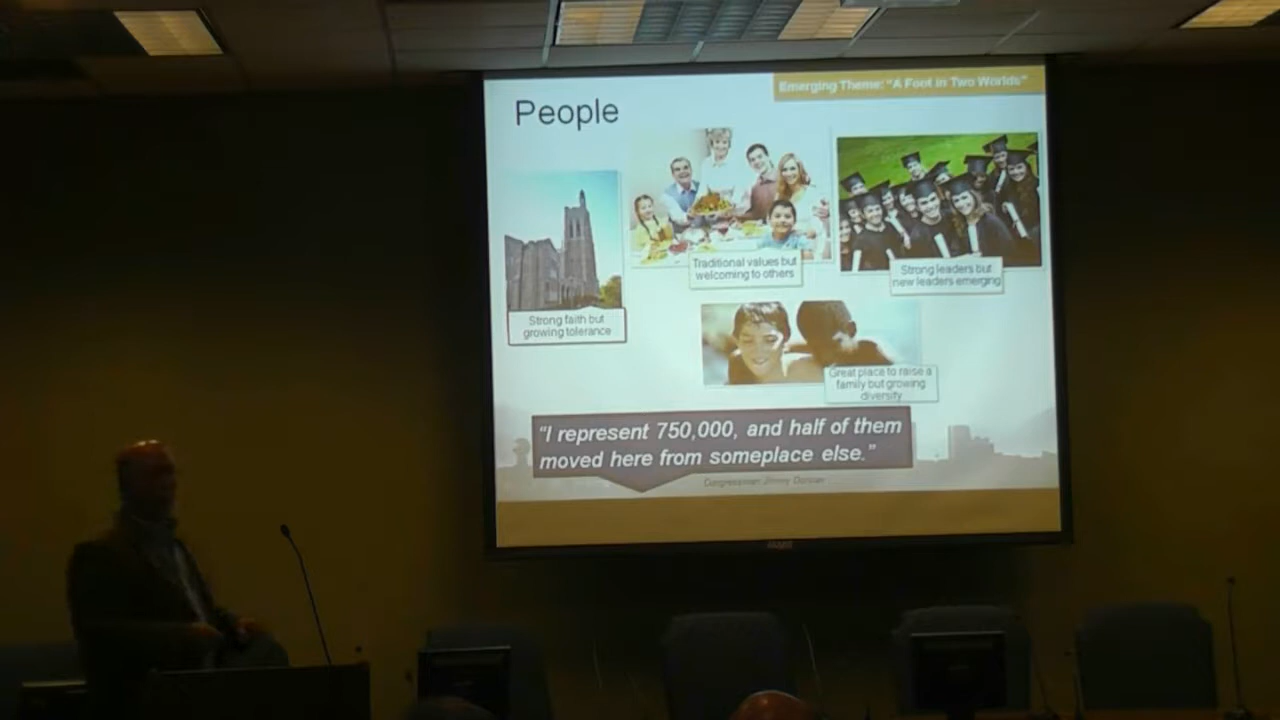 Emerging Theme: "A Foot in Two Worlds"
People
Traditional values but
welcoming to others
Strong leaders but
new leaders emerging
Strong faith but
growing tolerance
Great place to raise a
family but growing
diversity
"I represent 750,000, and half of them
moved here from someplace else."
Congressman Jimmy Duncan